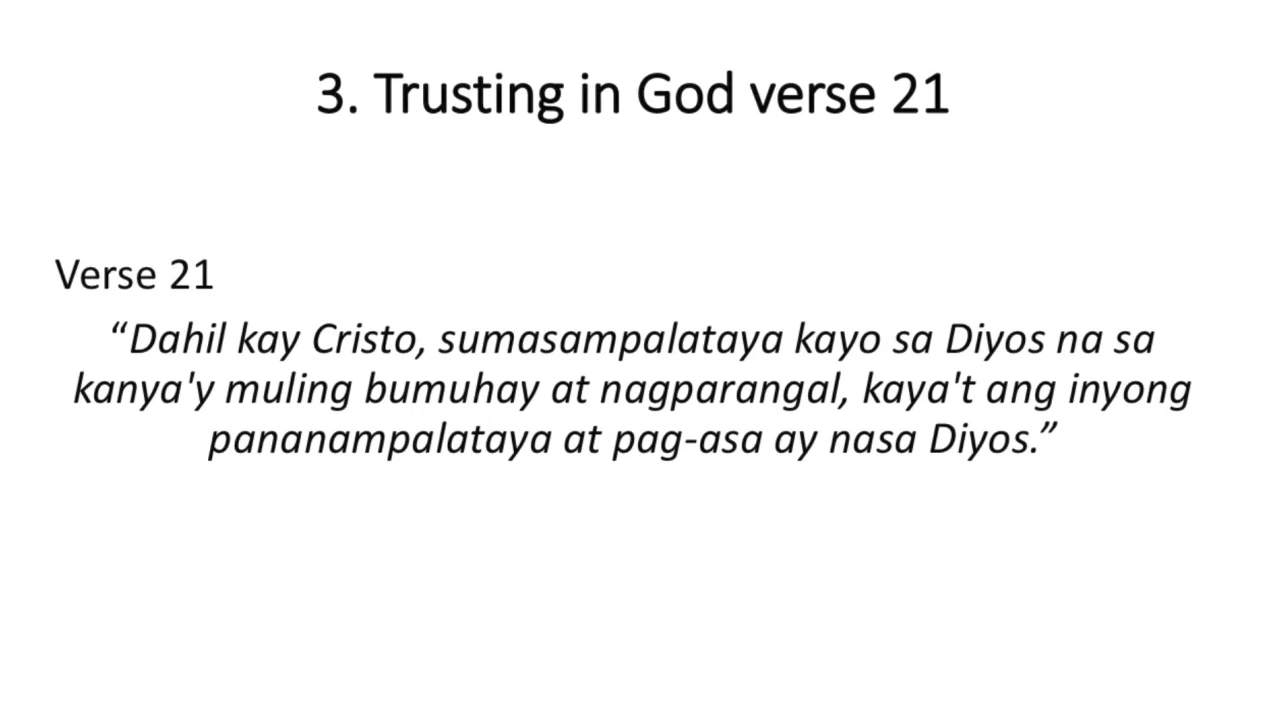 3. Trusting in God verse 21
Verse 21
“Dahil kay Cristo, sumasampalataya kayo sa Diyos na sa
kanya'y muling bumuhay at nagparangal, kaya't ang inyong
pananampalataya at pag-asa ay nasa Diyos.”